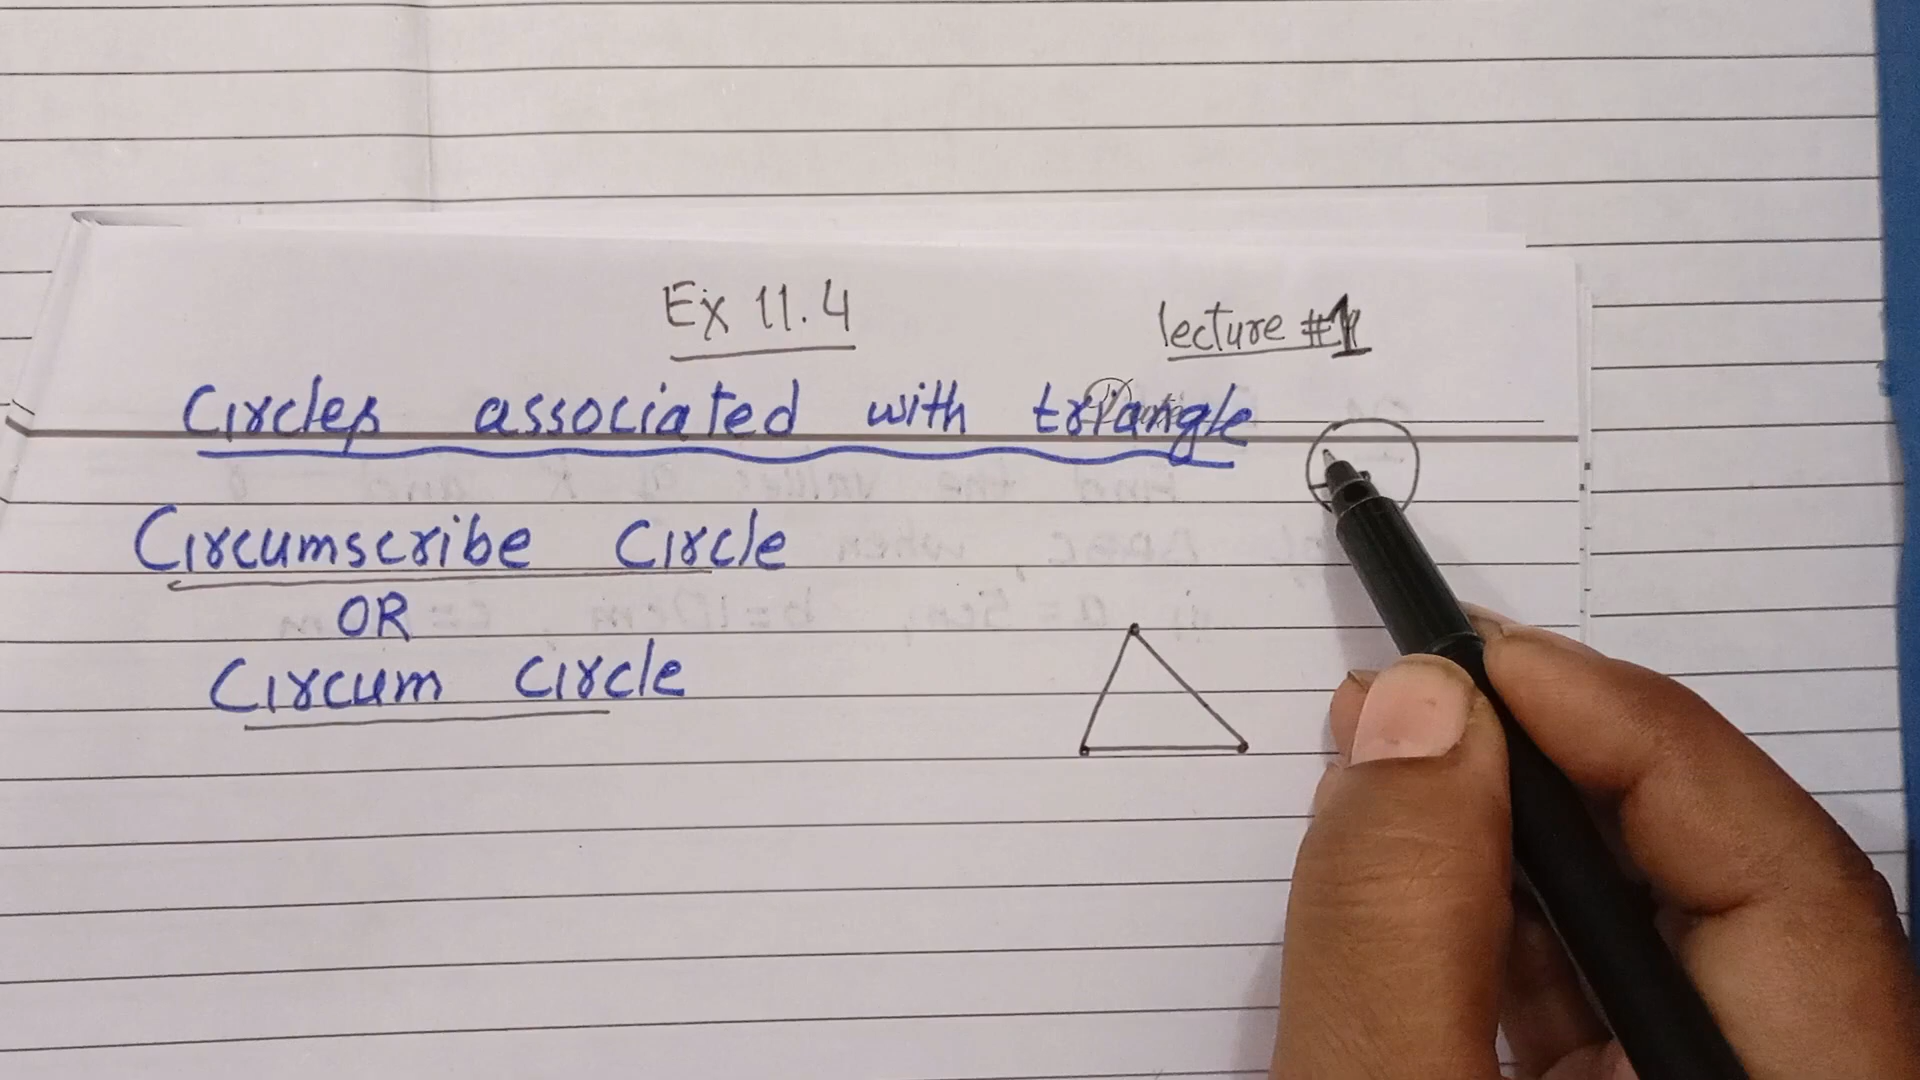 Ex 11.4
lecture #1
Circles associated with triangle
Circumscribe Circle
OR
Circum circle